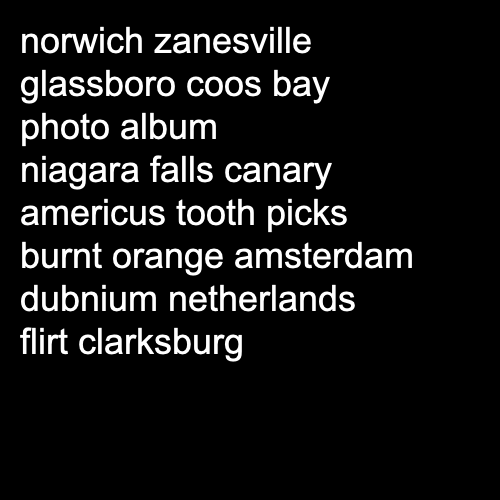 norwich zanesville
glassboro coos bay
photo album
niagara falls canary
americus tooth picks
burnt orange amsterdam
dubnium netherlands
flirt clarksburg